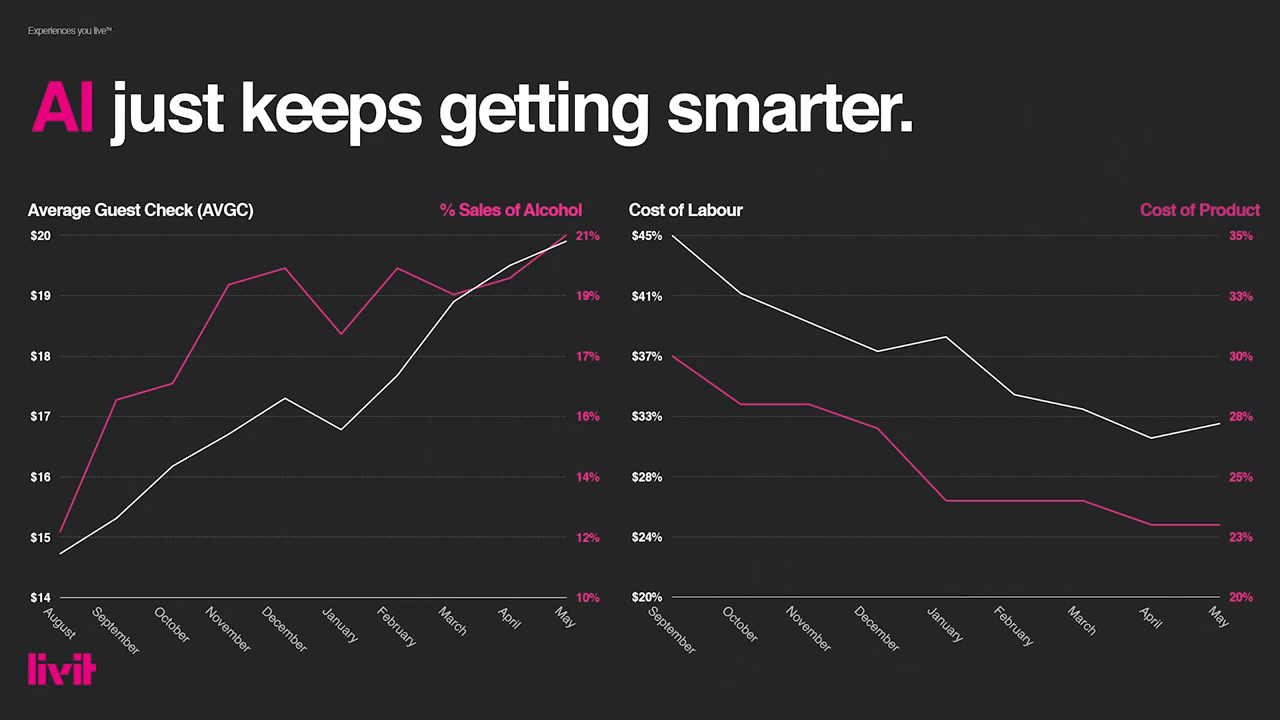 Experiences you live™
AI just keeps getting smarter.
Average Guest Check (AVGC)
% Sales of Alcohol
$20
$19
$18
$17
$16
$15
$14
21%
19%
17%
16%
14%
12%
10%
August
September
October
November
December
January
February
March
April
May
Cost of Labour
Cost of Product
$45%
$41%
$37%
$33%
$28%
$24%
$20%
35%
33%
30%
28%
25%
23%
20%
September
October
November
December
January
February
March
April
May
livit